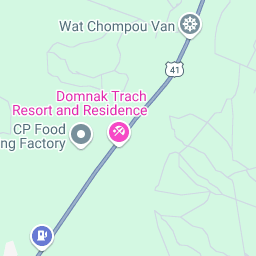 Wat Chompou Van
41
Domnak Trach
Resort and Residence
CP Food
ng Factory